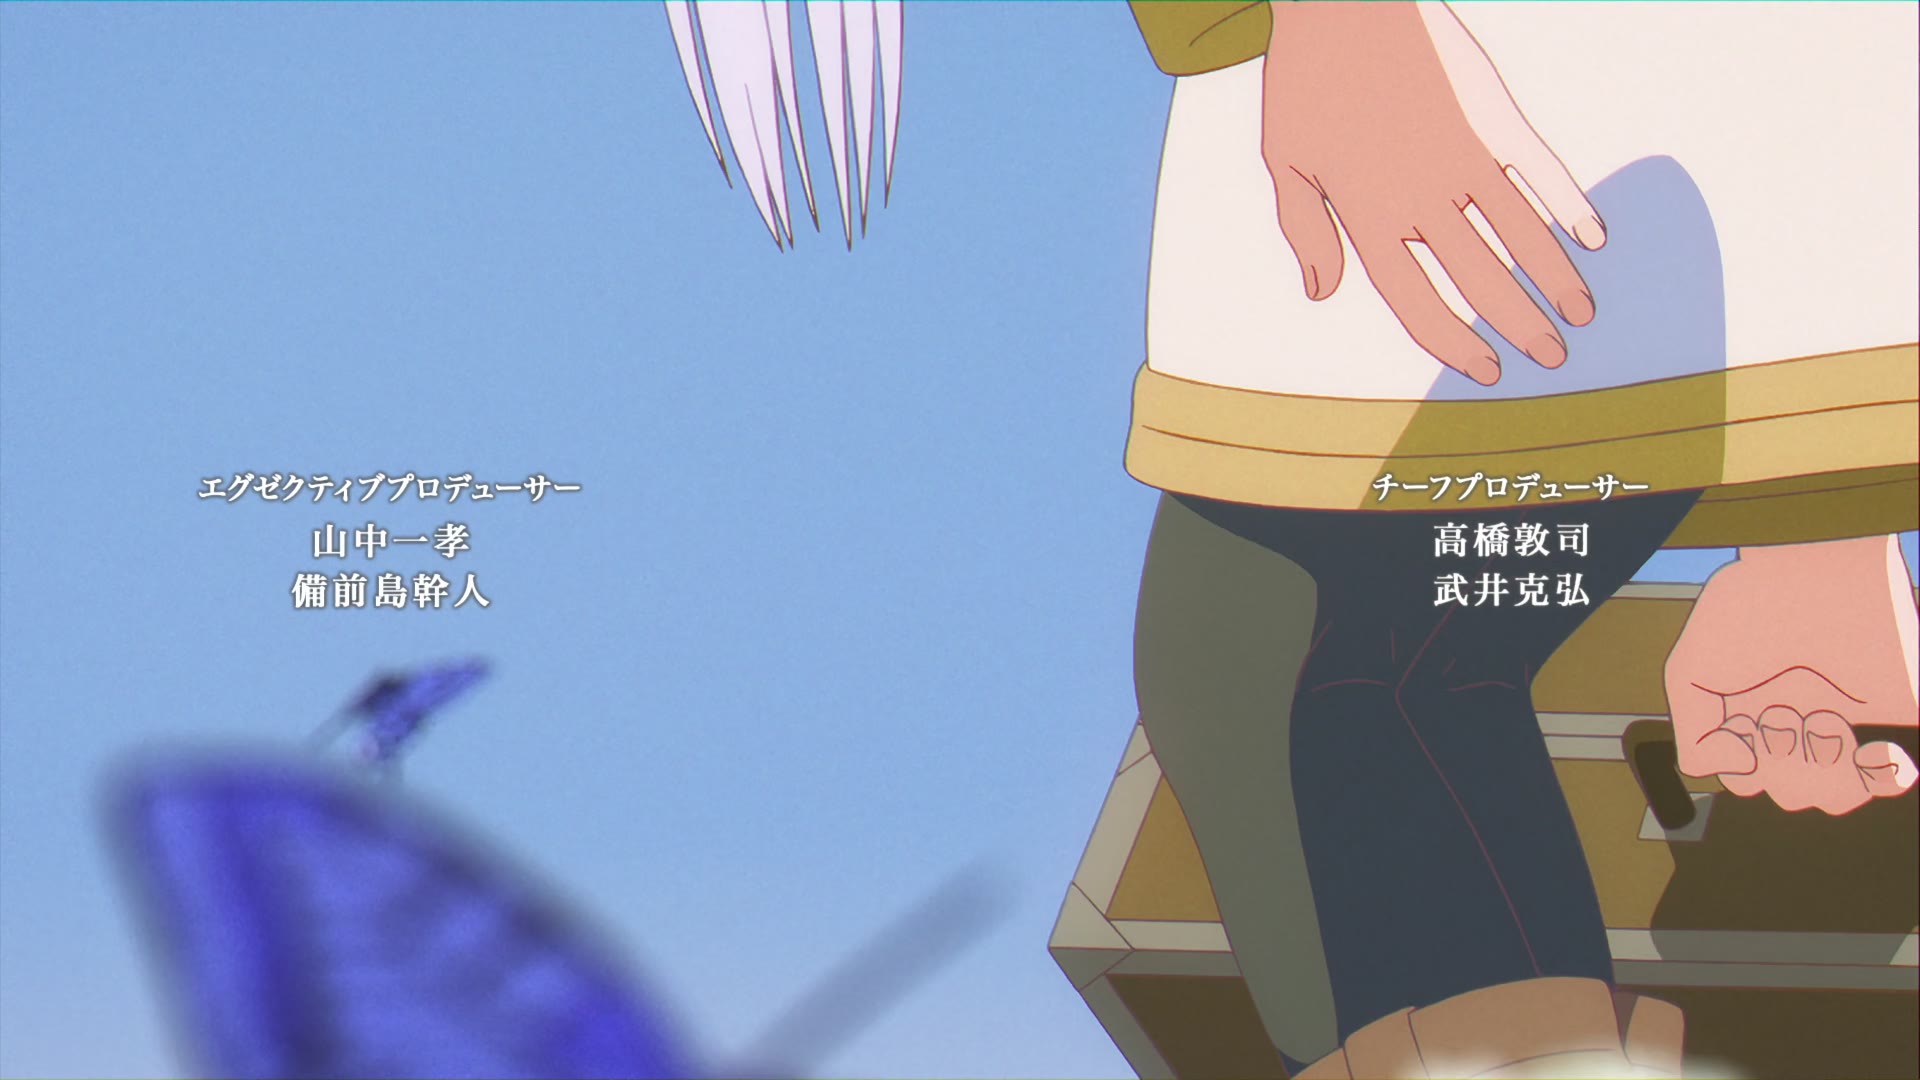 エグゼクティブプロデューサー
山中一孝
備前島幹人
チーフプロデューサー
高橋敦司
武井克弘